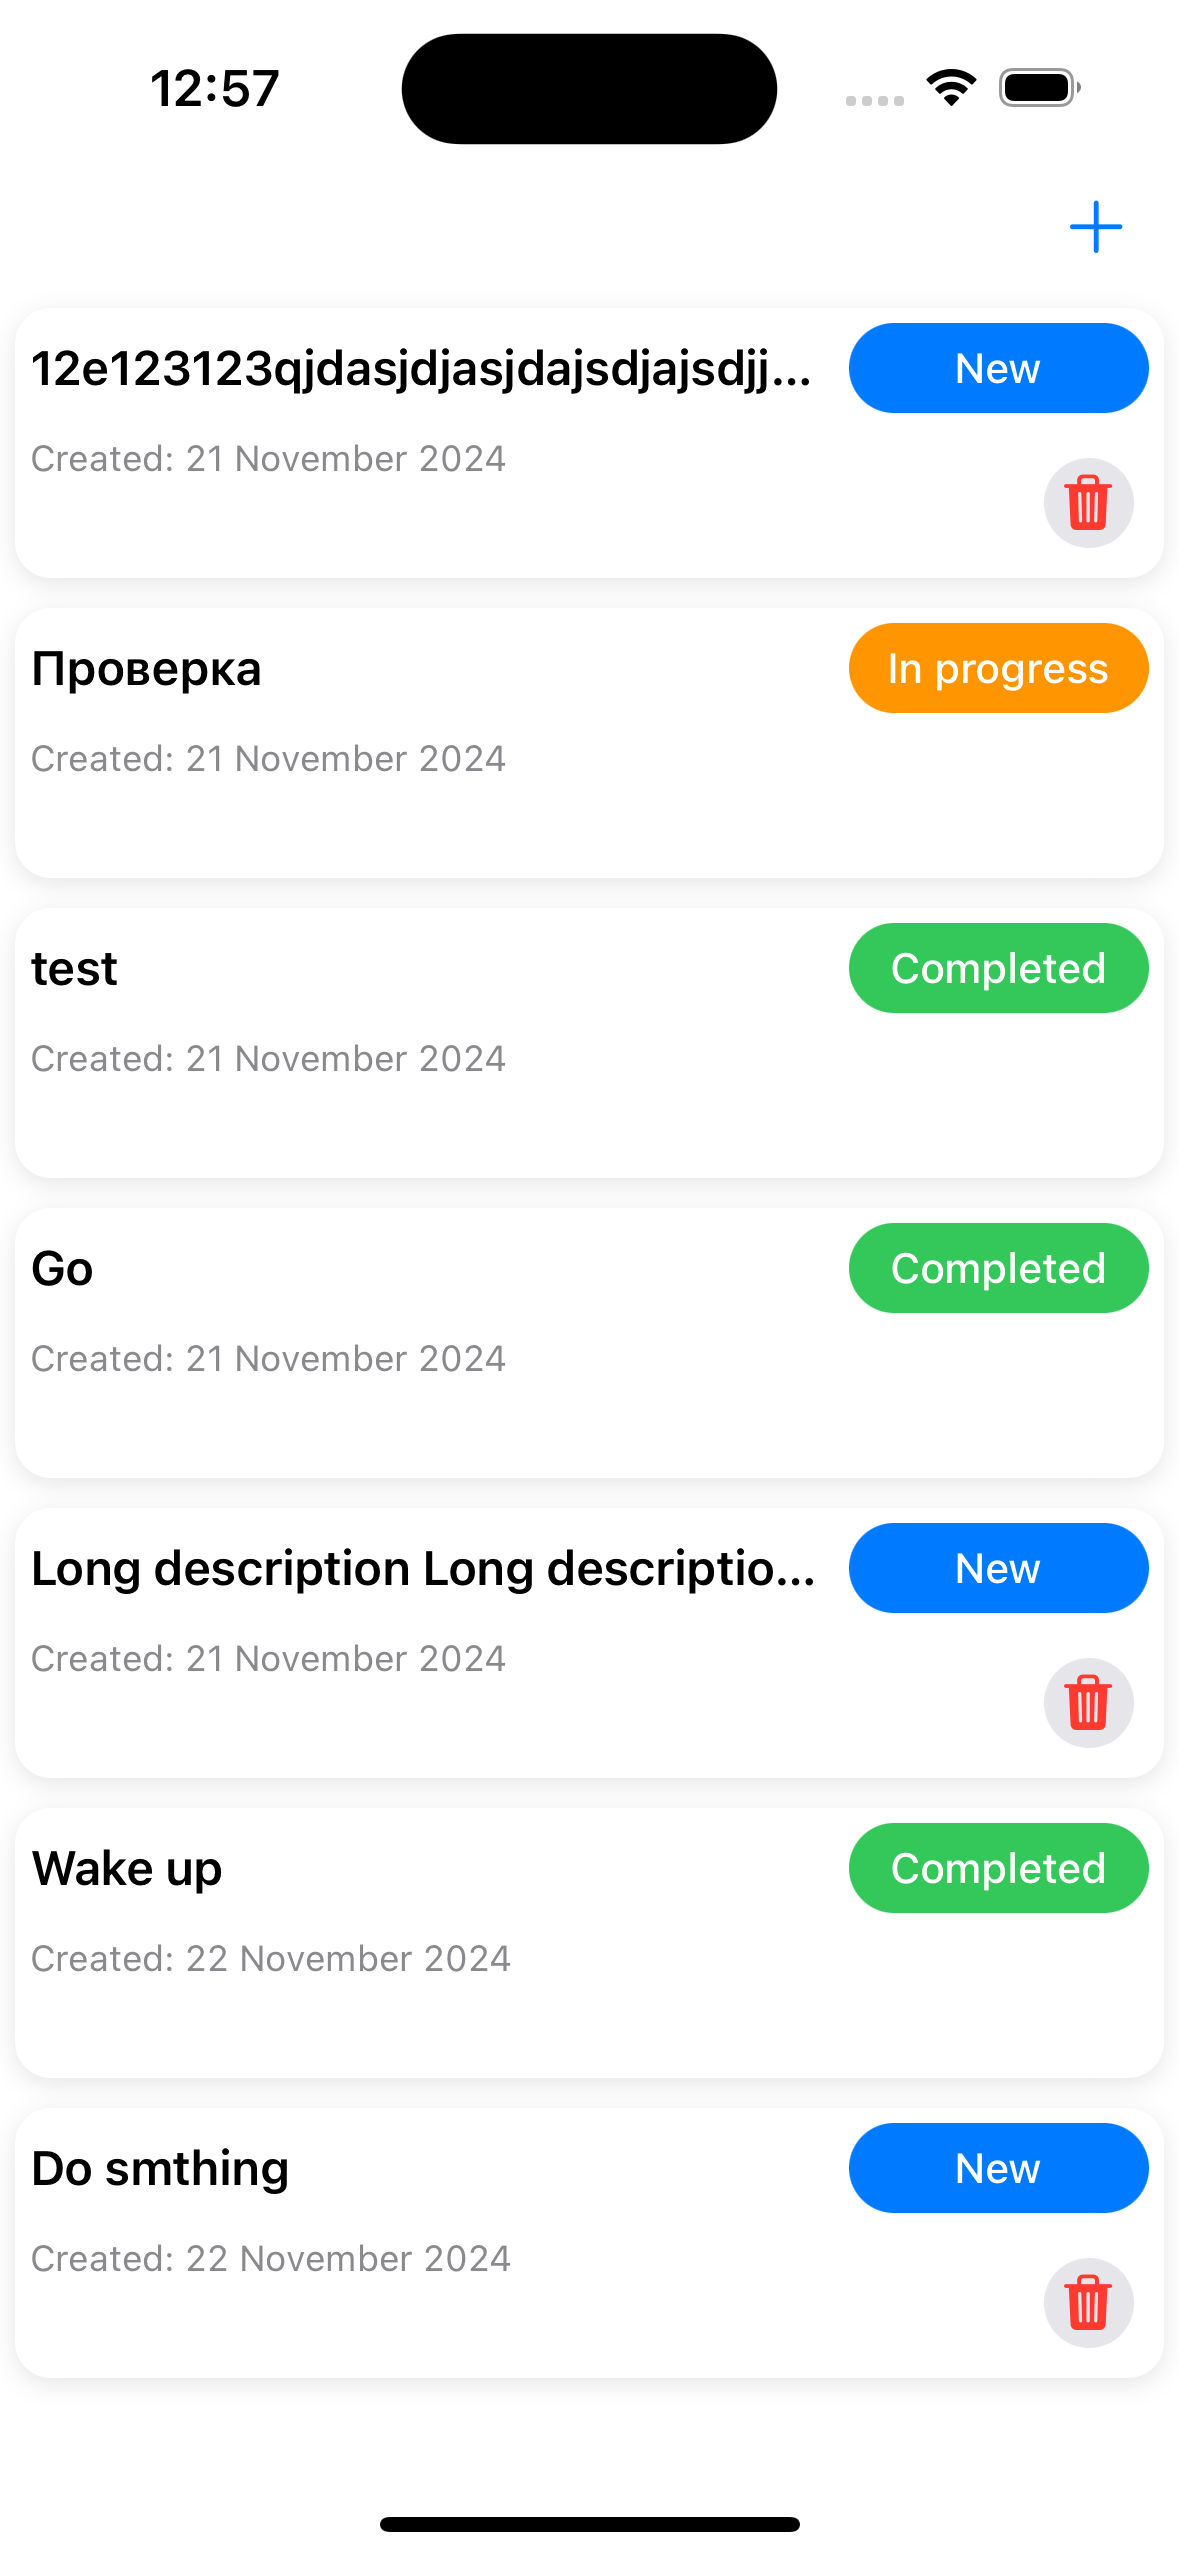 12:57
12e123123qjdasjdjasjdajsdjajsdjj...
New
Created: 21 November 2024
Проверка
In progress
Created: 21 November 2024
test
Completed
Created: 21 November 2024
Go
Completed
Created: 21 November 2024
Long description Long descriptio...
New
Created: 21 November 2024
Wake up
Completed
Created: 22 November 2024
Do smthing
New
Created: 22 November 2024